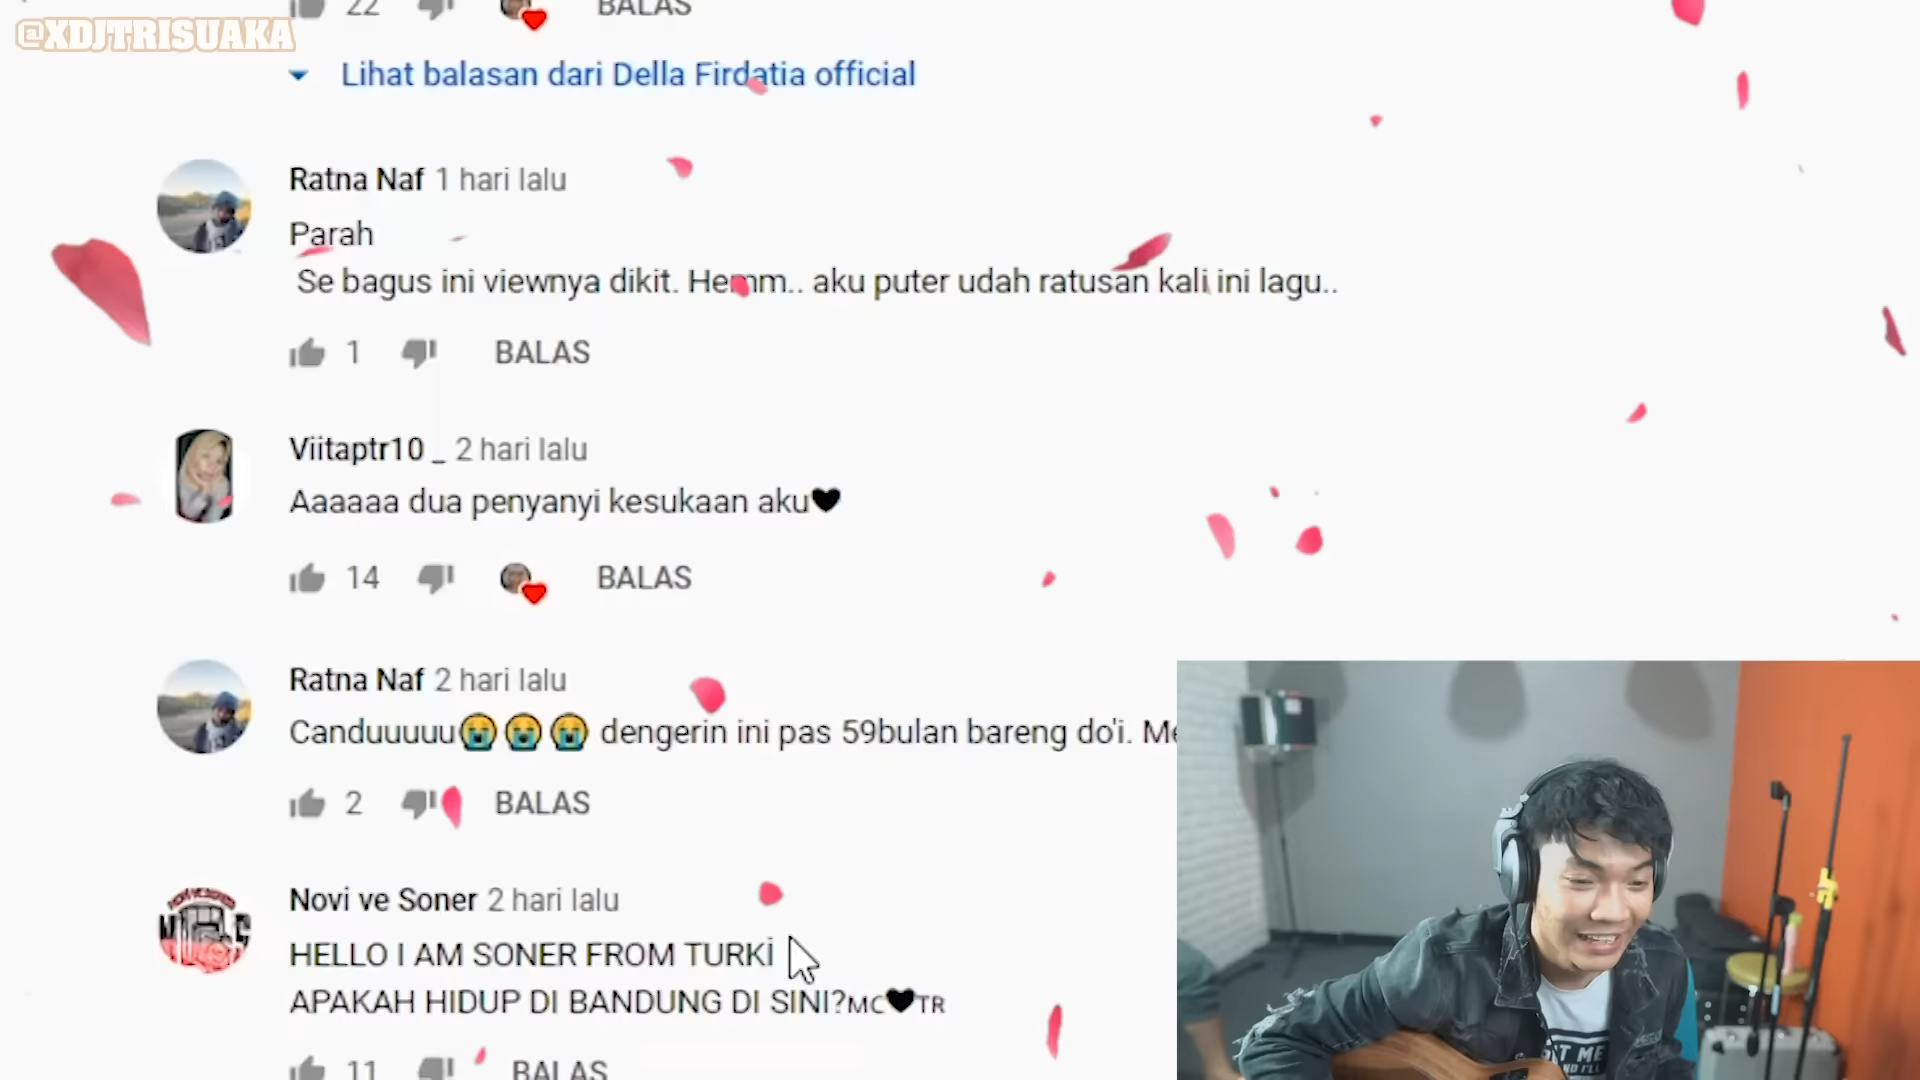 22 BALAS
@XDJTRISUAKA
Lihat balasan dari Della Firdatia official
Ratna Naf 1 hari lalu
Parah
Se bagus ini viewnya dikit. Hemm.. aku puter udah ratusan kali ini lagu..
1 BALAS
Viitaptr10 _ 2 hari lalu
Aaaaaa dua penyanyi kesukaan aku🖤
14 BALAS
Ratna Naf 2 hari lalu
Canduuuuu😭😭😭 dengerin ini pas 59bulan bareng do'i. Me
2 BALAS
Novi ve Soner 2 hari lalu
HELLO I AM SONER FROM TURKİ
APAKAH HIDUP DI BANDUNG DI SINI?MC🖤TR
11 BALAS